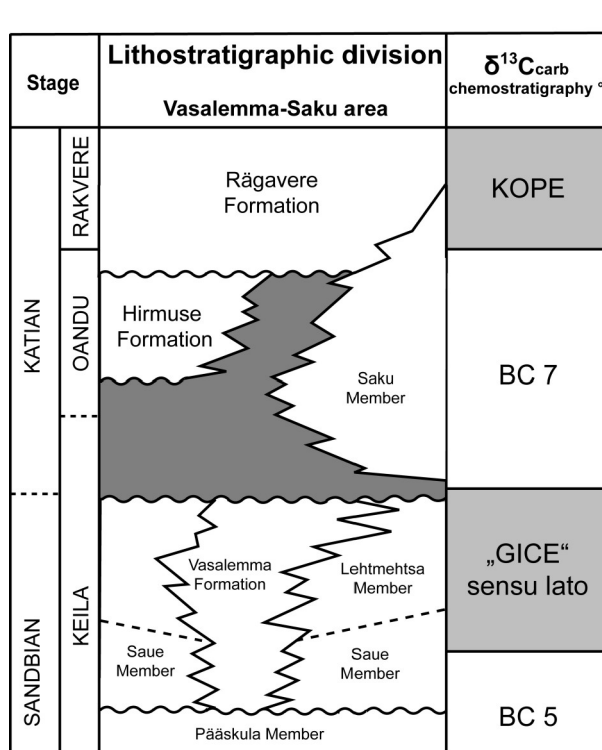 Stage
Lithostratigraphic division
Vasalemma-Saku area
δ13Ccarb
chemostratigraphy °
KATIAN
SANDBIAN
RAKVERE
OANDU
KEILA
Rägavere
Formation
Hirmuse
Formation
Saku
Member
Vasalemma
Formation
Lehtmehtsa
Member
Saue
Member
Saue
Member
Pääskula Member
KOPE
BC 7
„GICE“
sensu lato
BC 5